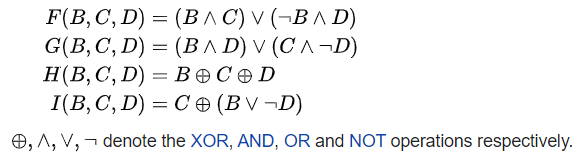 F(B, C, D) = (B ∧ C) ∨ (¬B ∧ D)
G(B, C, D) = (B ∧ D) ∨ (C ∧ ¬D)
H(B, C, D) = B ⊕ C ⊕ D
I(B, C, D) = C ⊕ (B ∨ ¬D)
⊕, ∧, ∨, ¬ denote the XOR, AND, OR and NOT operations respectively.